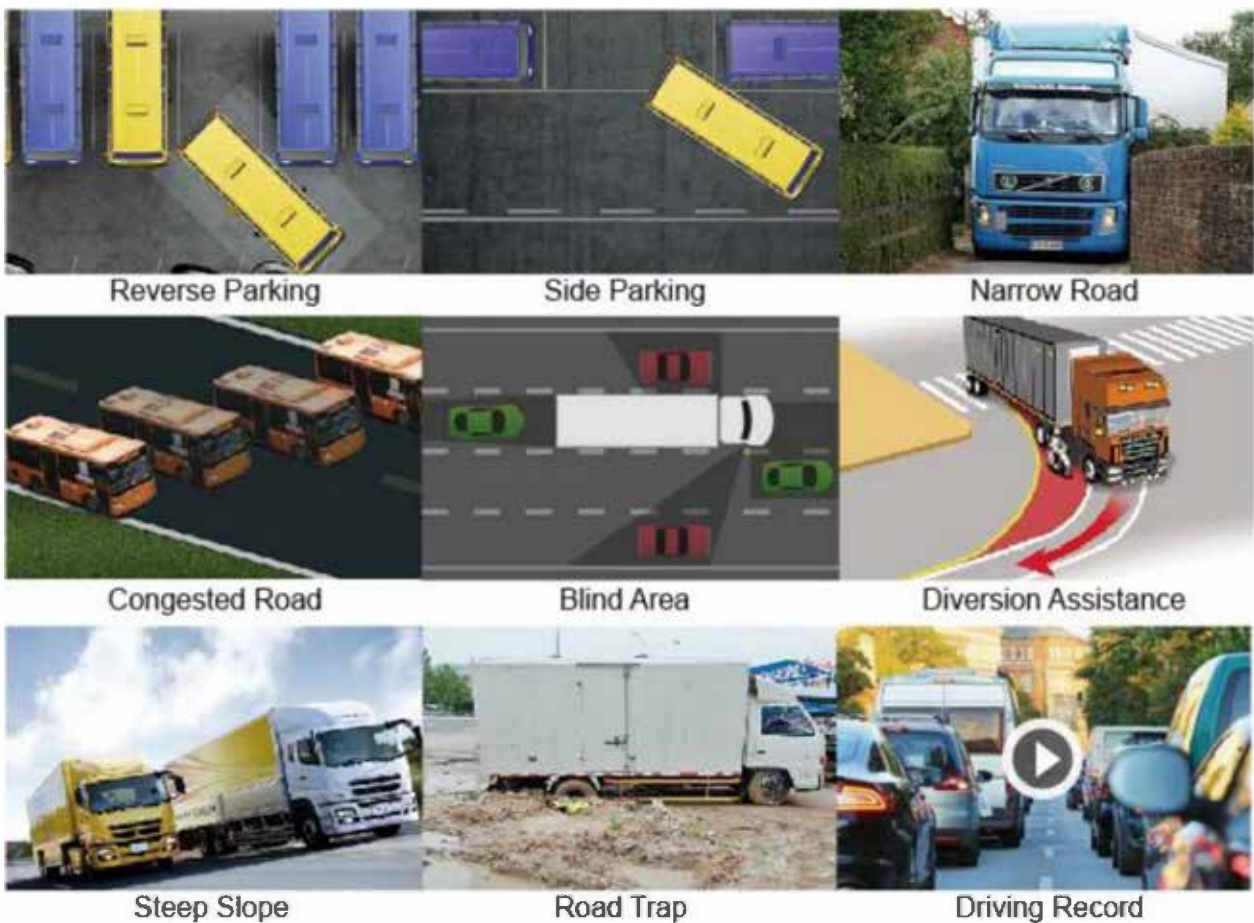 Reverse Parking
Side Parking
Narrow Road
Congested Road
Blind Area
Diversion Assistance
Steep Slope
Road Trap
Driving Record